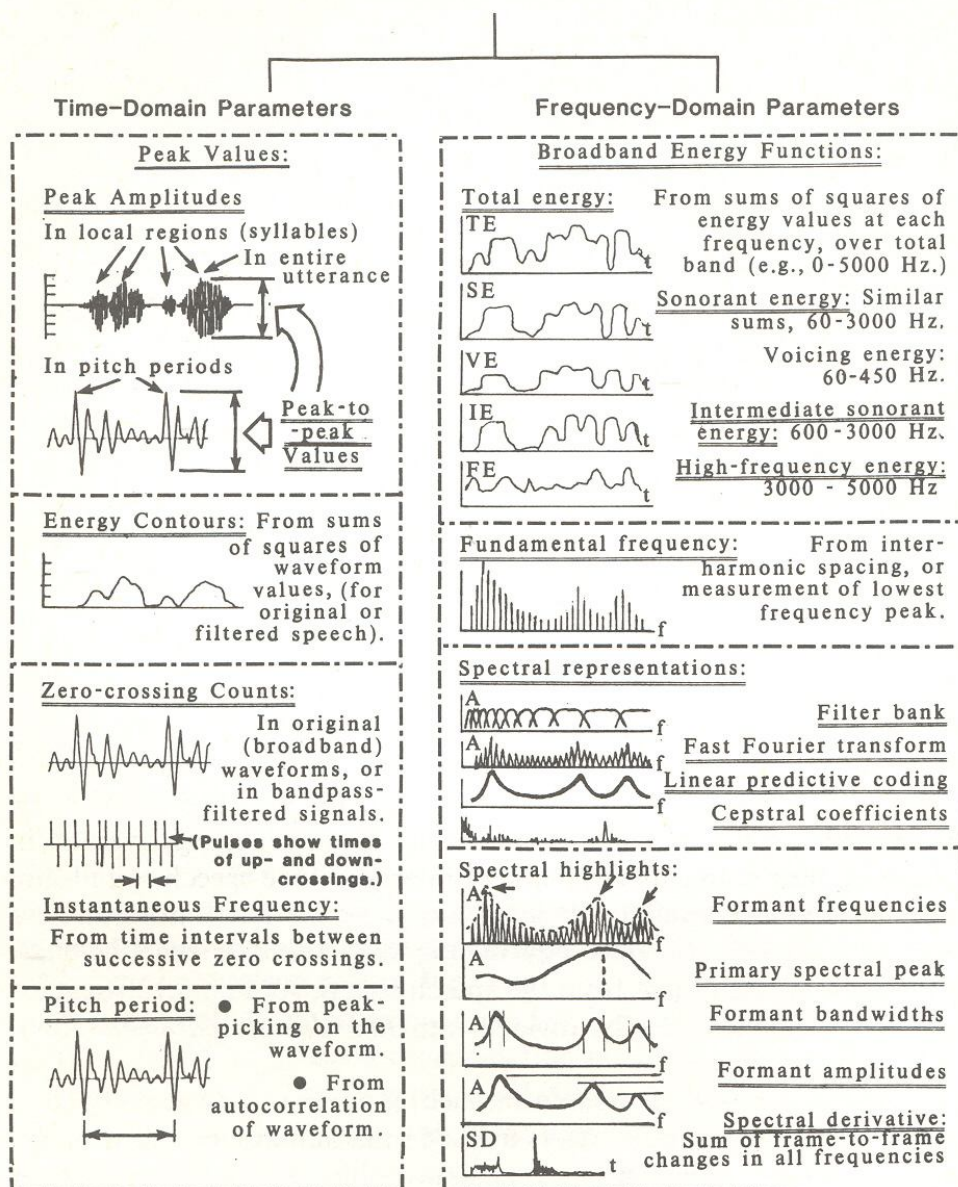 Time-Domain Parameters
Peak Values:
Peak Amplitudes
In local regions (syllables)
In entire
utterance
In pitch periods
Peak-to
-peak
Values
Energy Contours: From sums
of squares of
waveform
values, (for
original or
filtered speech).
Zero-crossing Counts:
In original
(broadband)
waveforms, or
in bandpass-
filtered signals.
(Pulses show times
of up- and down-
crossings.)
Instantaneous Frequency:
From time intervals between
successive zero crossings.
Pitch period: ● From peak-
picking on the
waveform.
● From
autocorrelation
of waveform.
Frequency-Domain Parameters
Broadband Energy Functions:
Total energy: From sums of squares of
energy values at each
frequency, over total
band (e.g., 0-5000 Hz.)
TE
t
SE
t
Sonorant energy: Similar
sums, 60-3000 Hz.
VE
t
Voicing energy:
60-450 Hz.
IE
t
Intermediate sonorant
energy: 600-3000 Hz.
FE
t
High-frequency energy:
3000 - 5000 Hz
Fundamental frequency: From inter-
harmonic spacing, or
measurement of lowest
frequency peak.
f
Spectral representations:
A
f
Filter bank
A
f
Fast Fourier transform
f
Linear predictive coding
Cepstral coefficients
Spectral highlights:
A
f
Formant frequencies
A
f
Primary spectral peak
A
f
Formant bandwidths
A
f
Formant amplitudes
SD
t
Spectral derivative:
Sum of frame-to-frame
changes in all frequencies